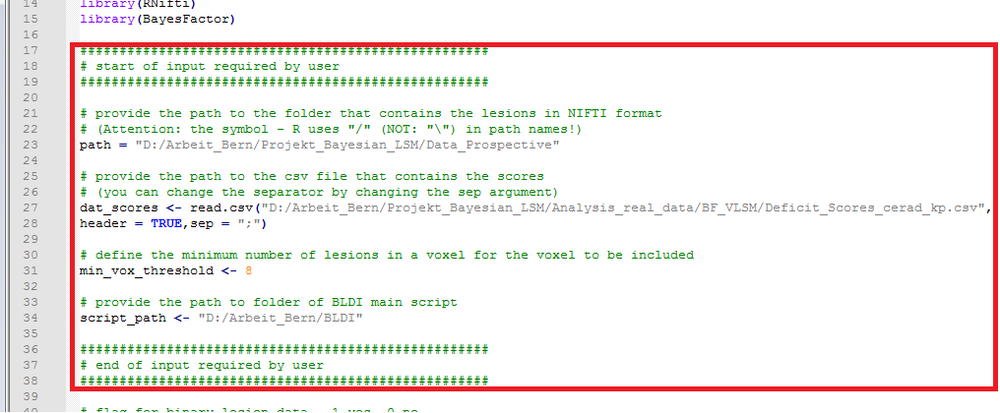 14 library(RNifti)
15 library(BayesFactor)
16
17 ####################################################
18 # start of input required by user
19 ####################################################
20
21 # provide the path to the folder that contains the lesions in NIFTI format
22 # (Attention: the symbol - R uses "/" (NOT: "\") in path names!)
23 path = "D:/Arbeit_Bern/Projekt_Bayesian_LSM/Data_Prospective"
24
25 # provide the path to the csv file that contains the scores
26 # (you can change the separator by changing the sep argument)
27 dat_scores <- read.csv("D:/Arbeit_Bern/Projekt_Bayesian_LSM/Analysis_real_data/BF_VLSM/Deficit_Scores_cerad_kp.csv",
28 header = TRUE,sep = ";")
29
30 # define the minimum number of lesions in a voxel for the voxel to be included
31 min_vox_threshold <- 8
32
33 # provide the path to folder of BLDI main script
34 script_path <- "D:/Arbeit_Bern/BLDI"
35
36 ####################################################
37 # end of input required by user
38 ####################################################
39
40 # flag for binary lesion data - 1 yes, 0 no